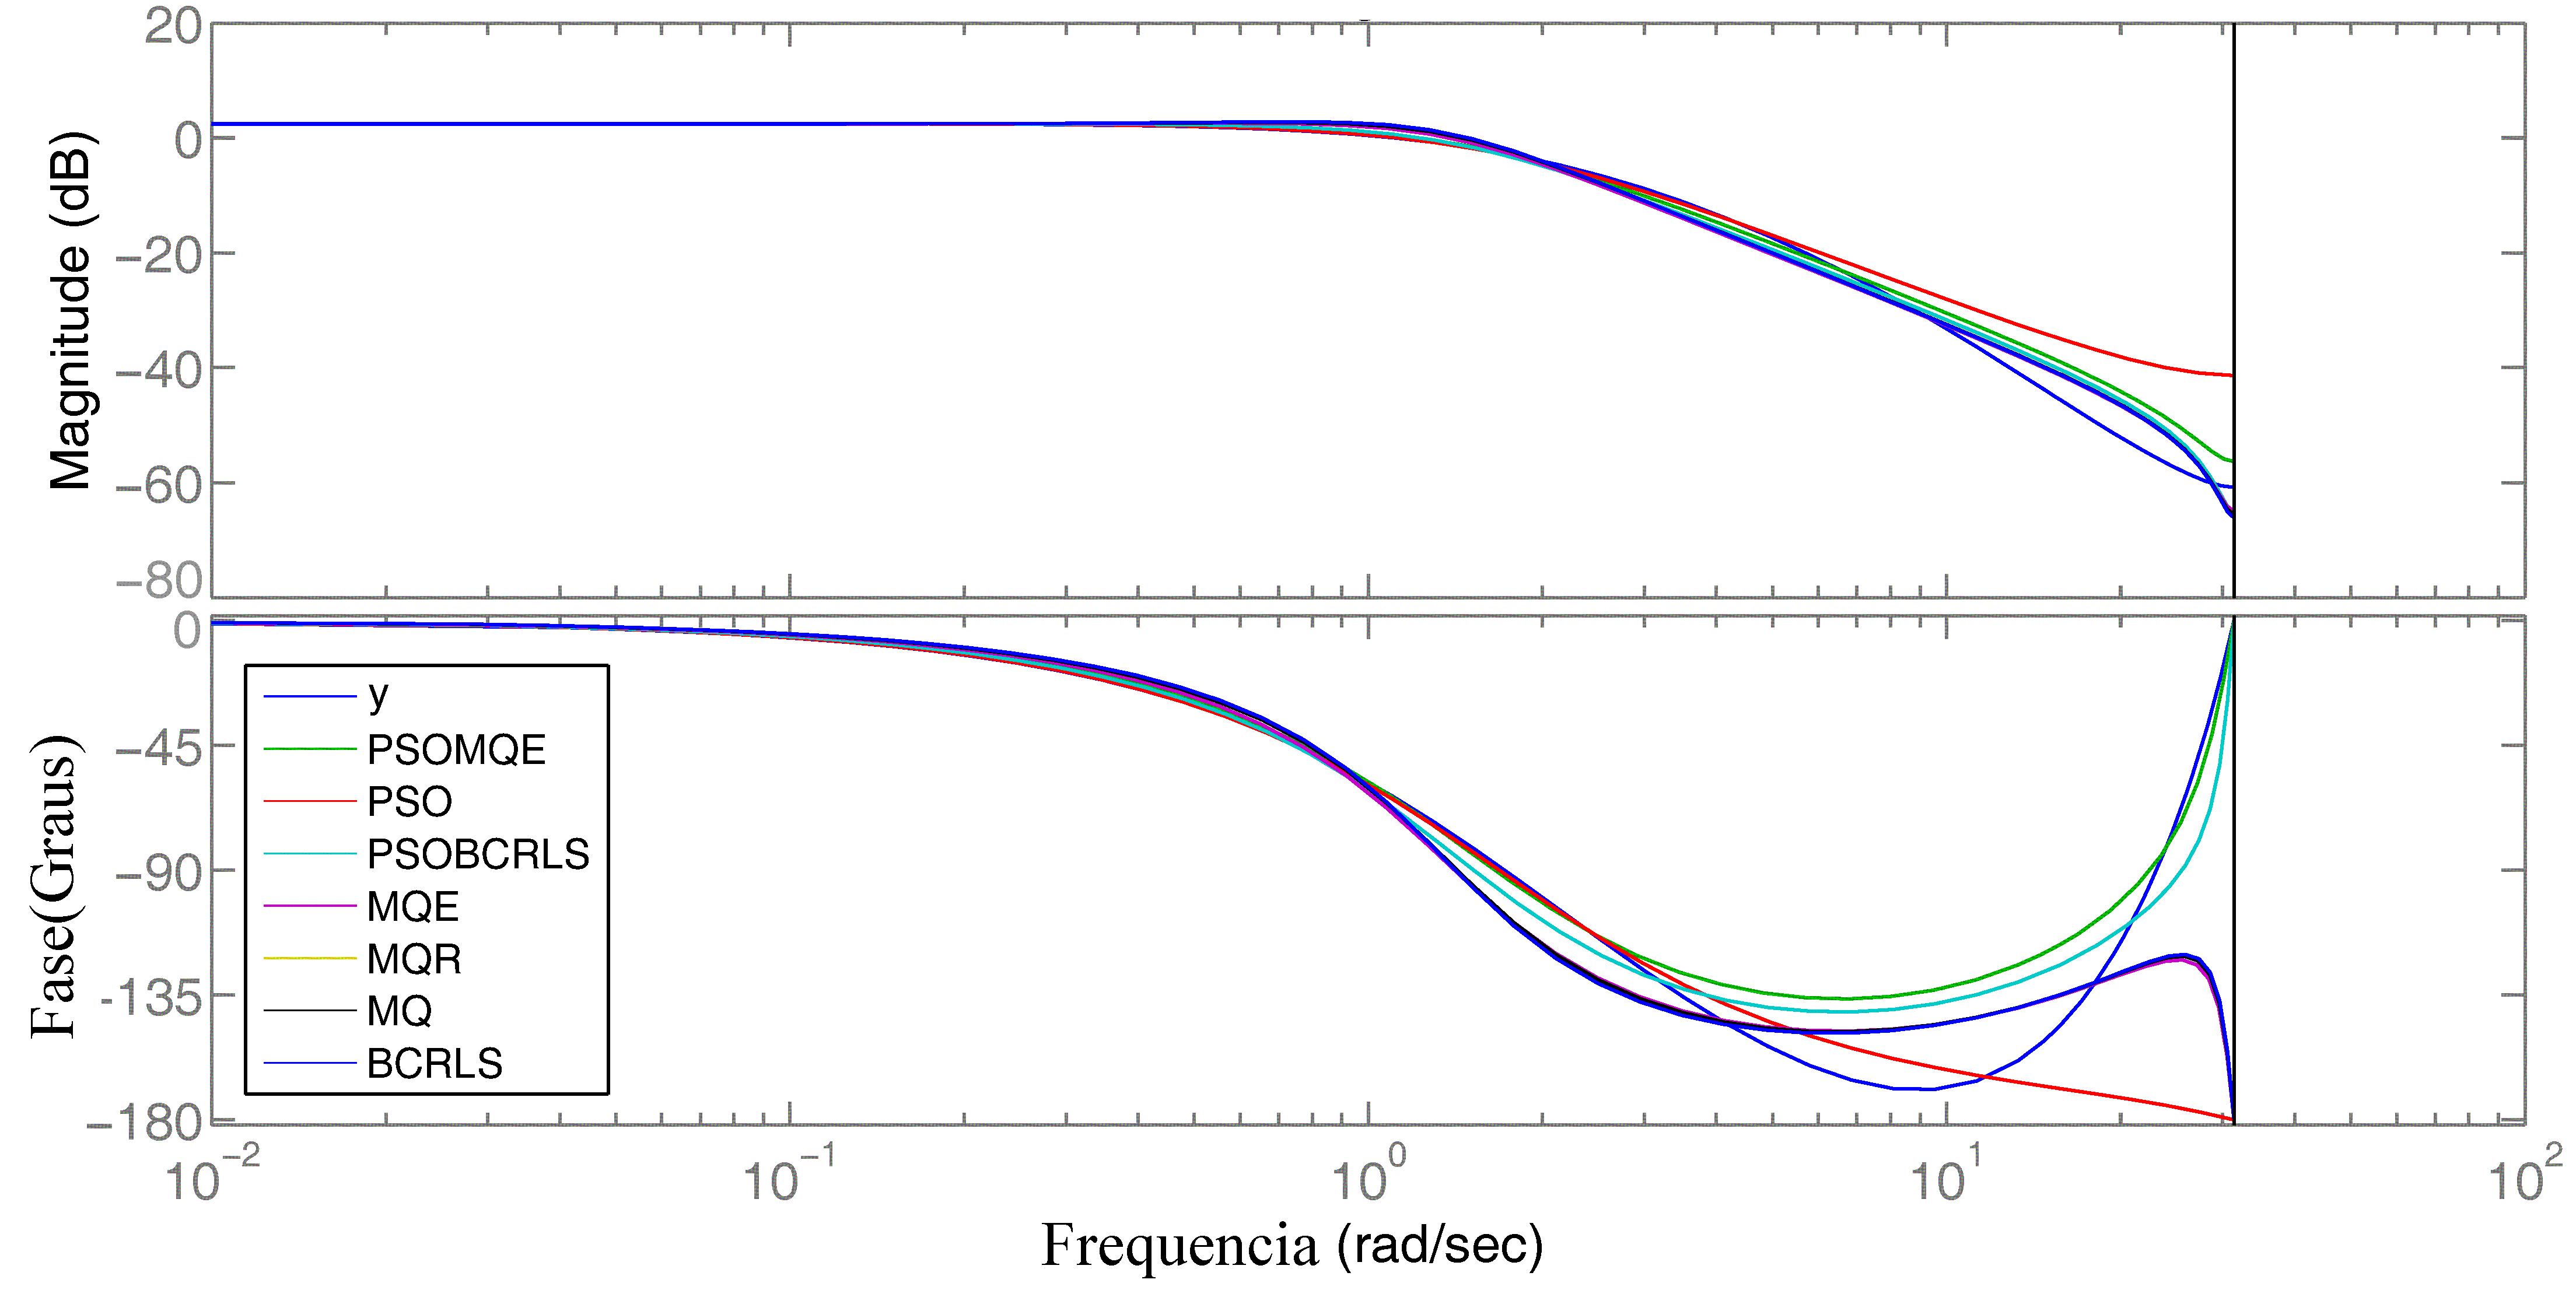 20
0
−20
−40
−60
−80
Magnitude (dB)
0
−45
−90
-135
−180
Fase(Graus)
y
PSOMQE
PSO
PSOBCRLS
MQE
MQR
MQ
BCRLS
10−2 10−1 100 101 102
Frequencia (rad/sec)